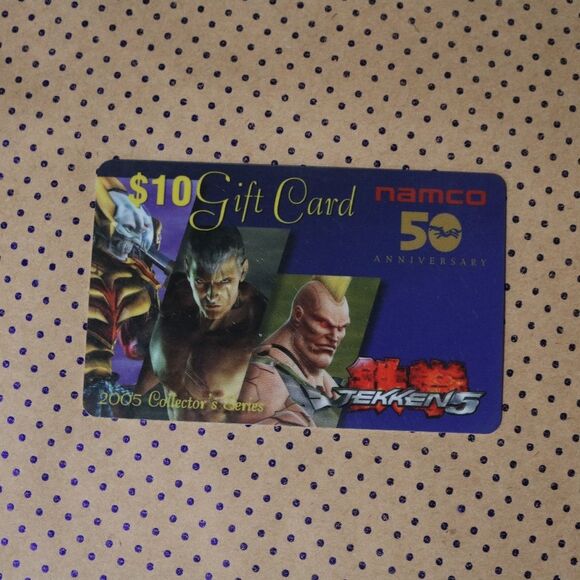 $10 Gift Card
namco
50
ANNIVERSARY
鉄拳
TEKKEN 5
2005 Collector's Series